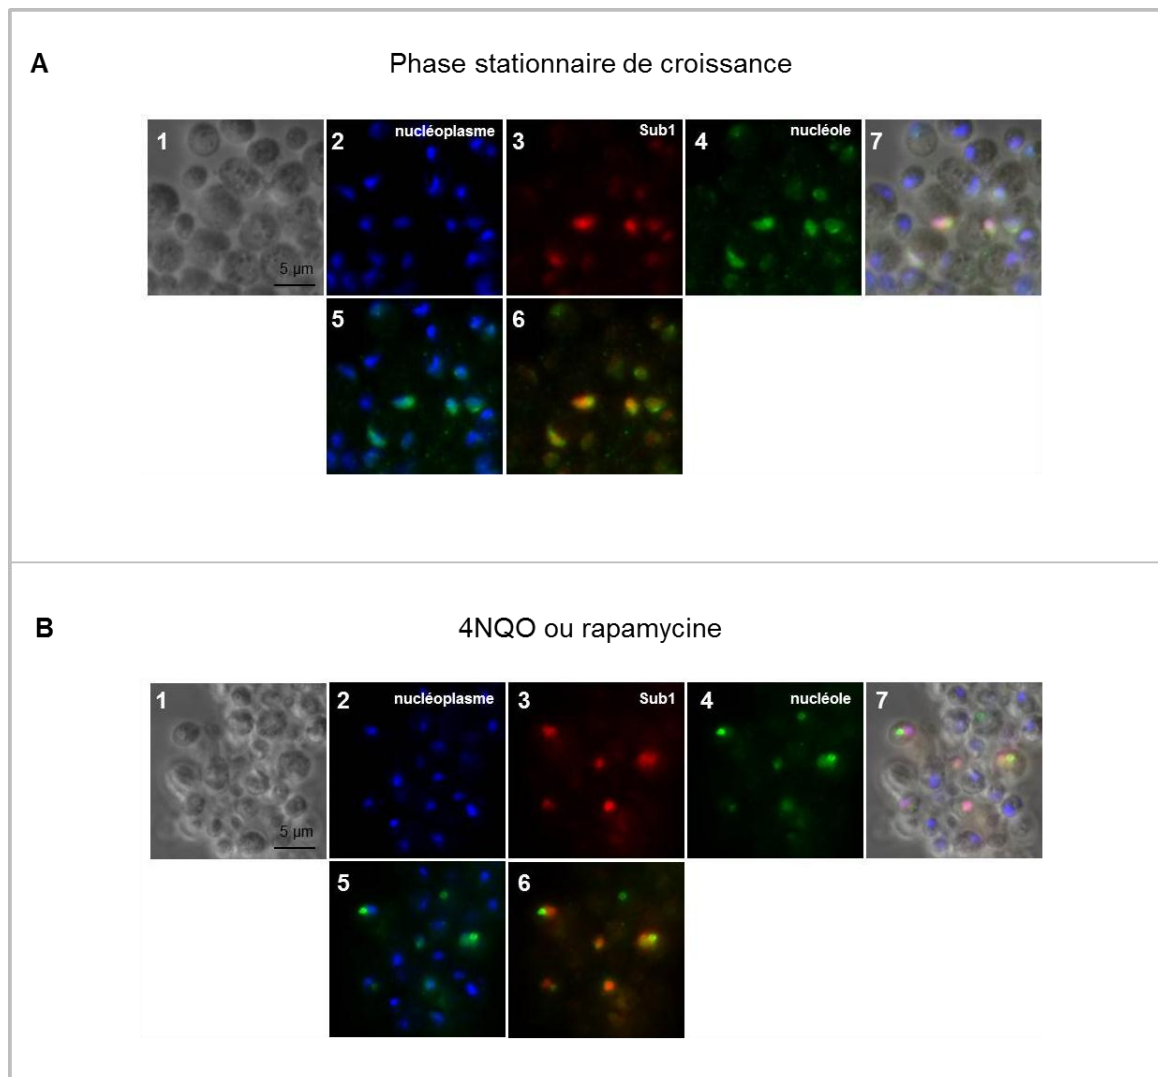 A
Phase stationnaire de croissance
1
2
nucléoplasme
3
Sub1
4
nucléole
7
5 µm
5
6
B
4NQO ou rapamycine
1
2
nucléoplasme
3
Sub1
4
nucléole
7
5 µm
5
6